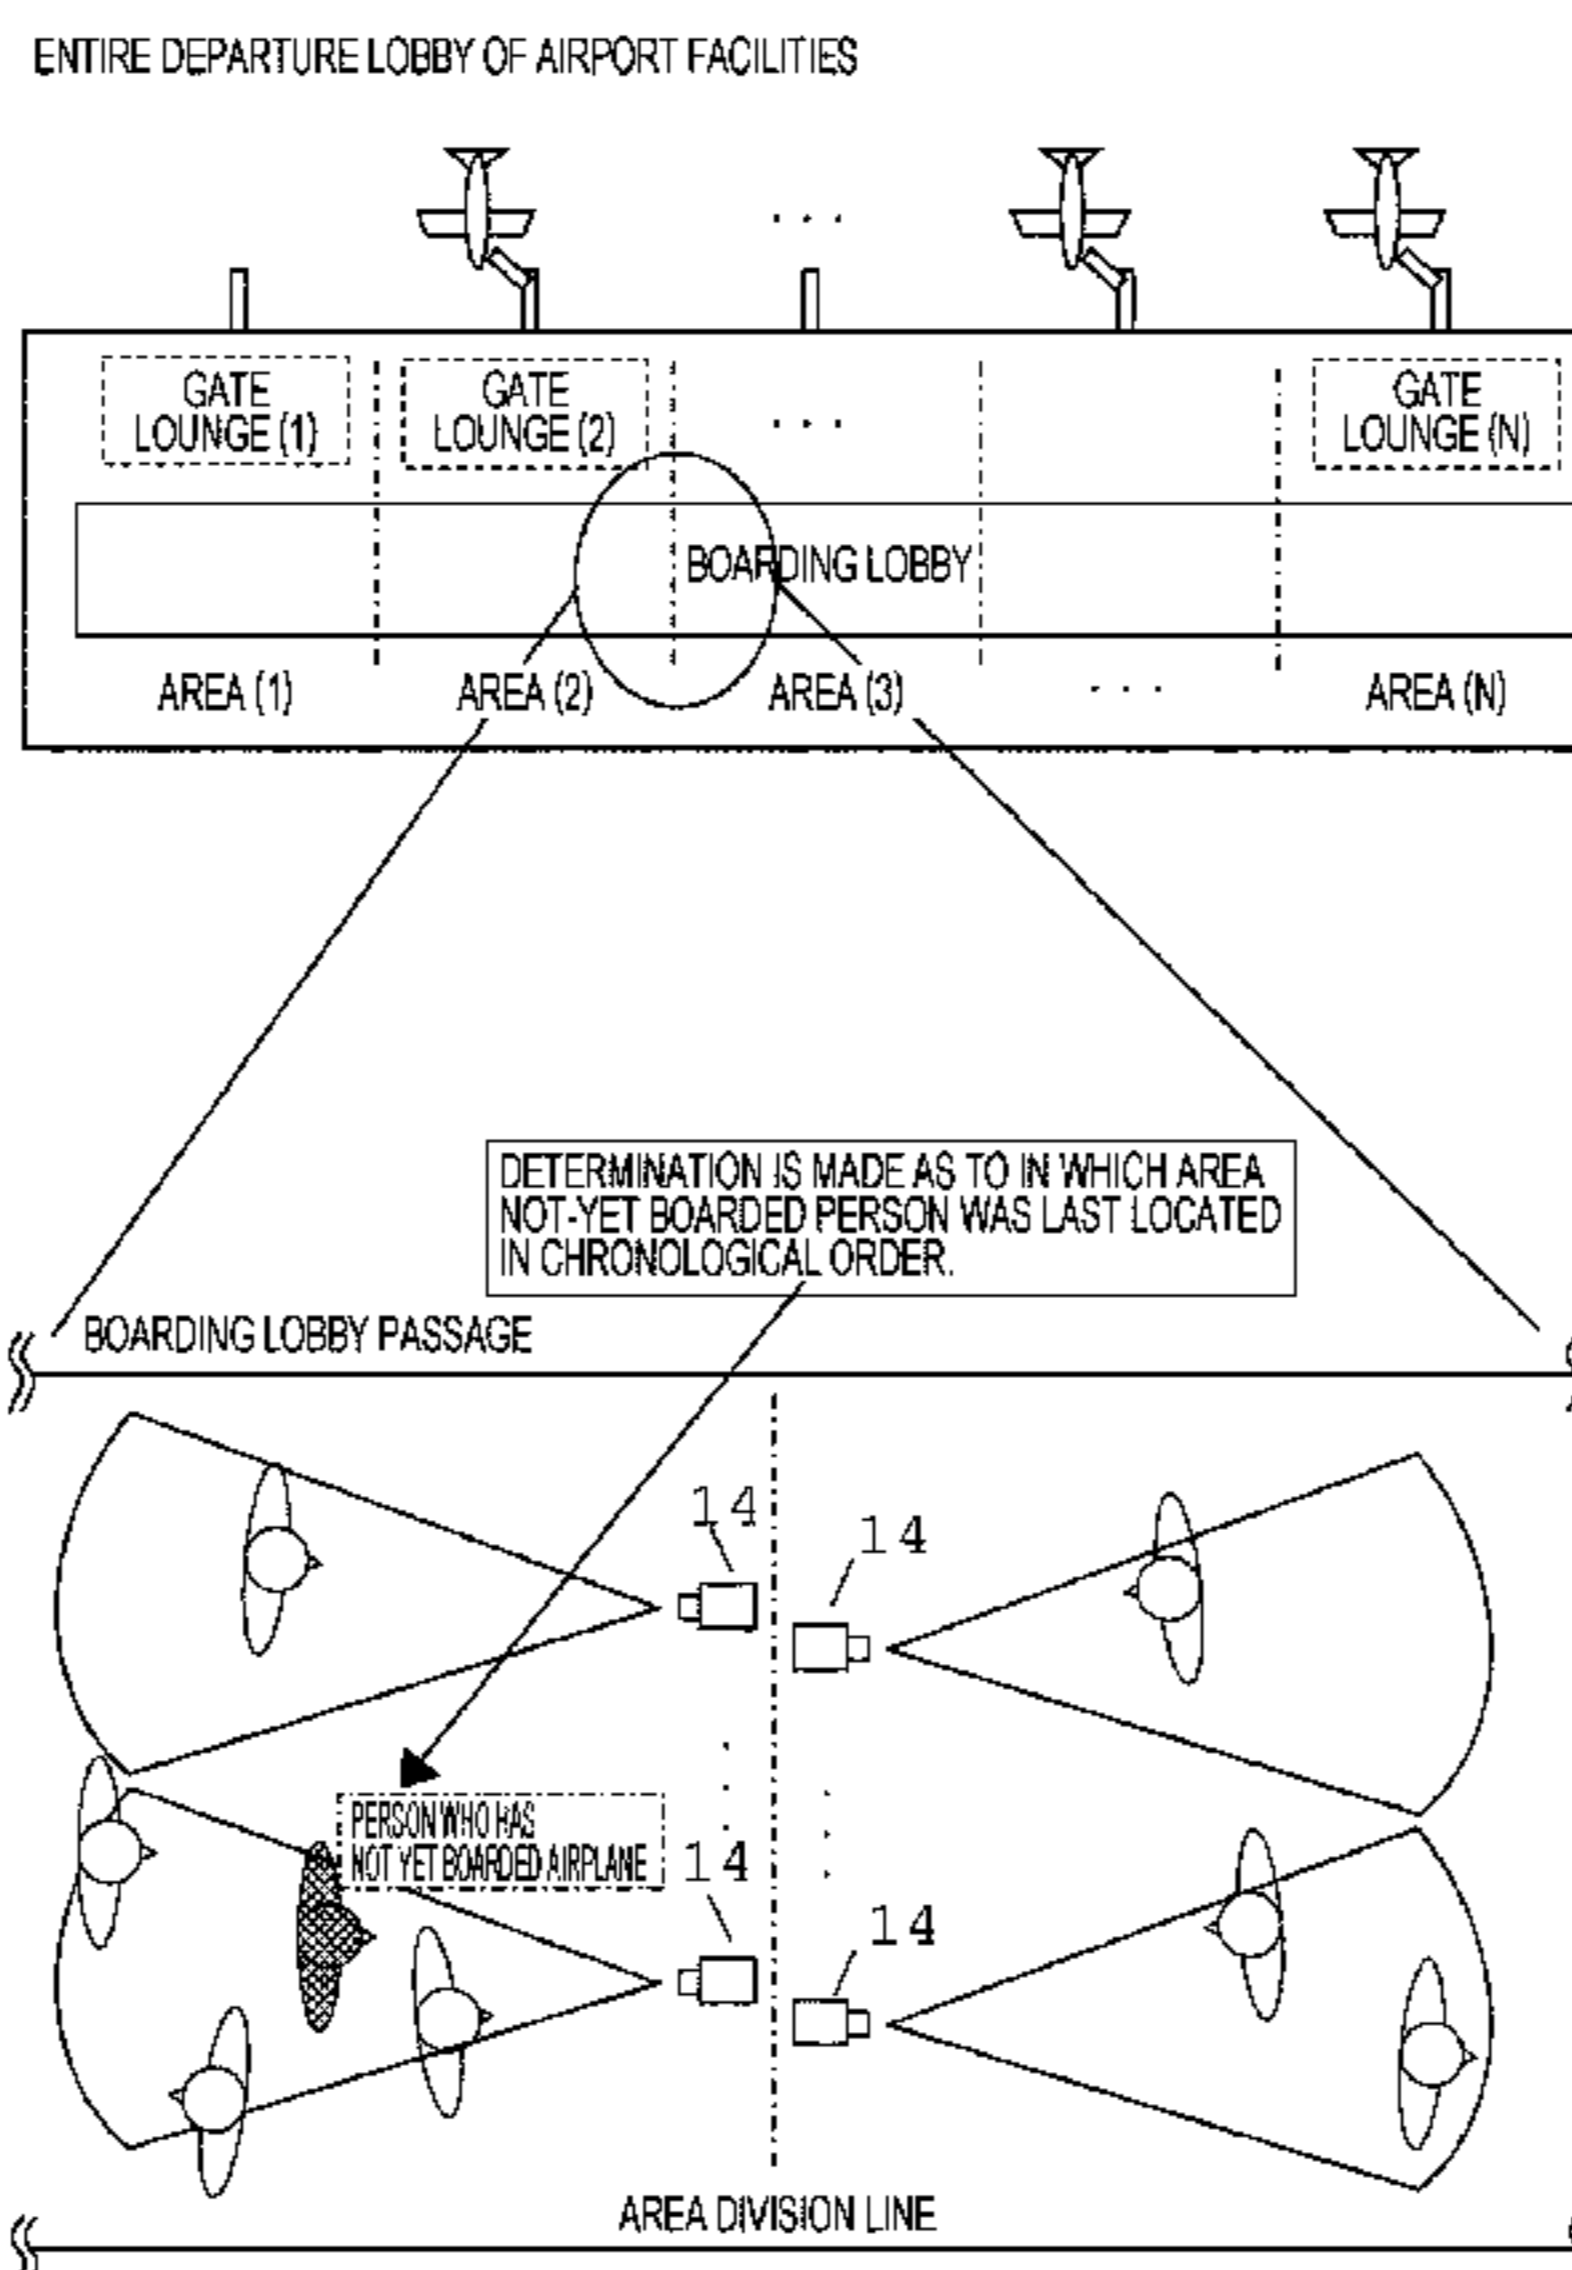 ENTIRE DEPARTURE LOBBY OF AIRPORT FACILITIES
. . .
GATE
LOUNGE (1)
GATE
LOUNGE (2)
. . .
GATE
LOUNGE (N)
BOARDING LOBBY
AREA (1)
AREA (2)
AREA (3)
. . .
AREA (N)
DETERMINATION IS MADE AS TO IN WHICH AREA
NOT-YET BOARDED PERSON WAS LAST LOCATED
IN CHRONOLOGICAL ORDER.
BOARDING LOBBY PASSAGE
14
14
PERSON WHO HAS
NOT YET BOARDED AIRPLANE
14
14
AREA DIVISION LINE